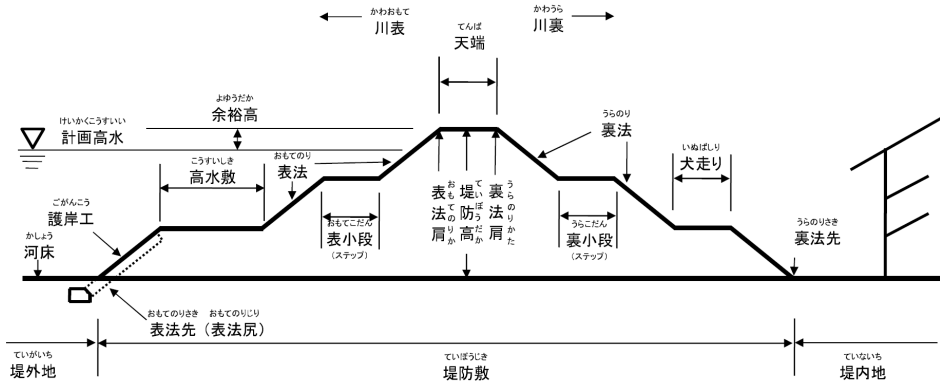 かわおもて
川表
かわうら
川裏
てんば
天端
よゆうだか
余裕高
けいかくこうすいい
計画高水
うらのり
裏法
こうすいしき
高水敷
おもてのり
表法
いぬばしり
犬走り
ごがんこう
護岸工
おもてこだん
表小段
(ステップ)
おもてのりかた
表法肩
ていぼうだか
堤防高
うらのりかた
裏法肩
うらこだん
裏小段
(ステップ)
うらのりさき
裏法先
かしょう
河床
おもてのりさき おもてのりじり
表法先(表法尻)
ていがいち
堤外地
ていぼうじき
堤防敷
ていないち
堤内地